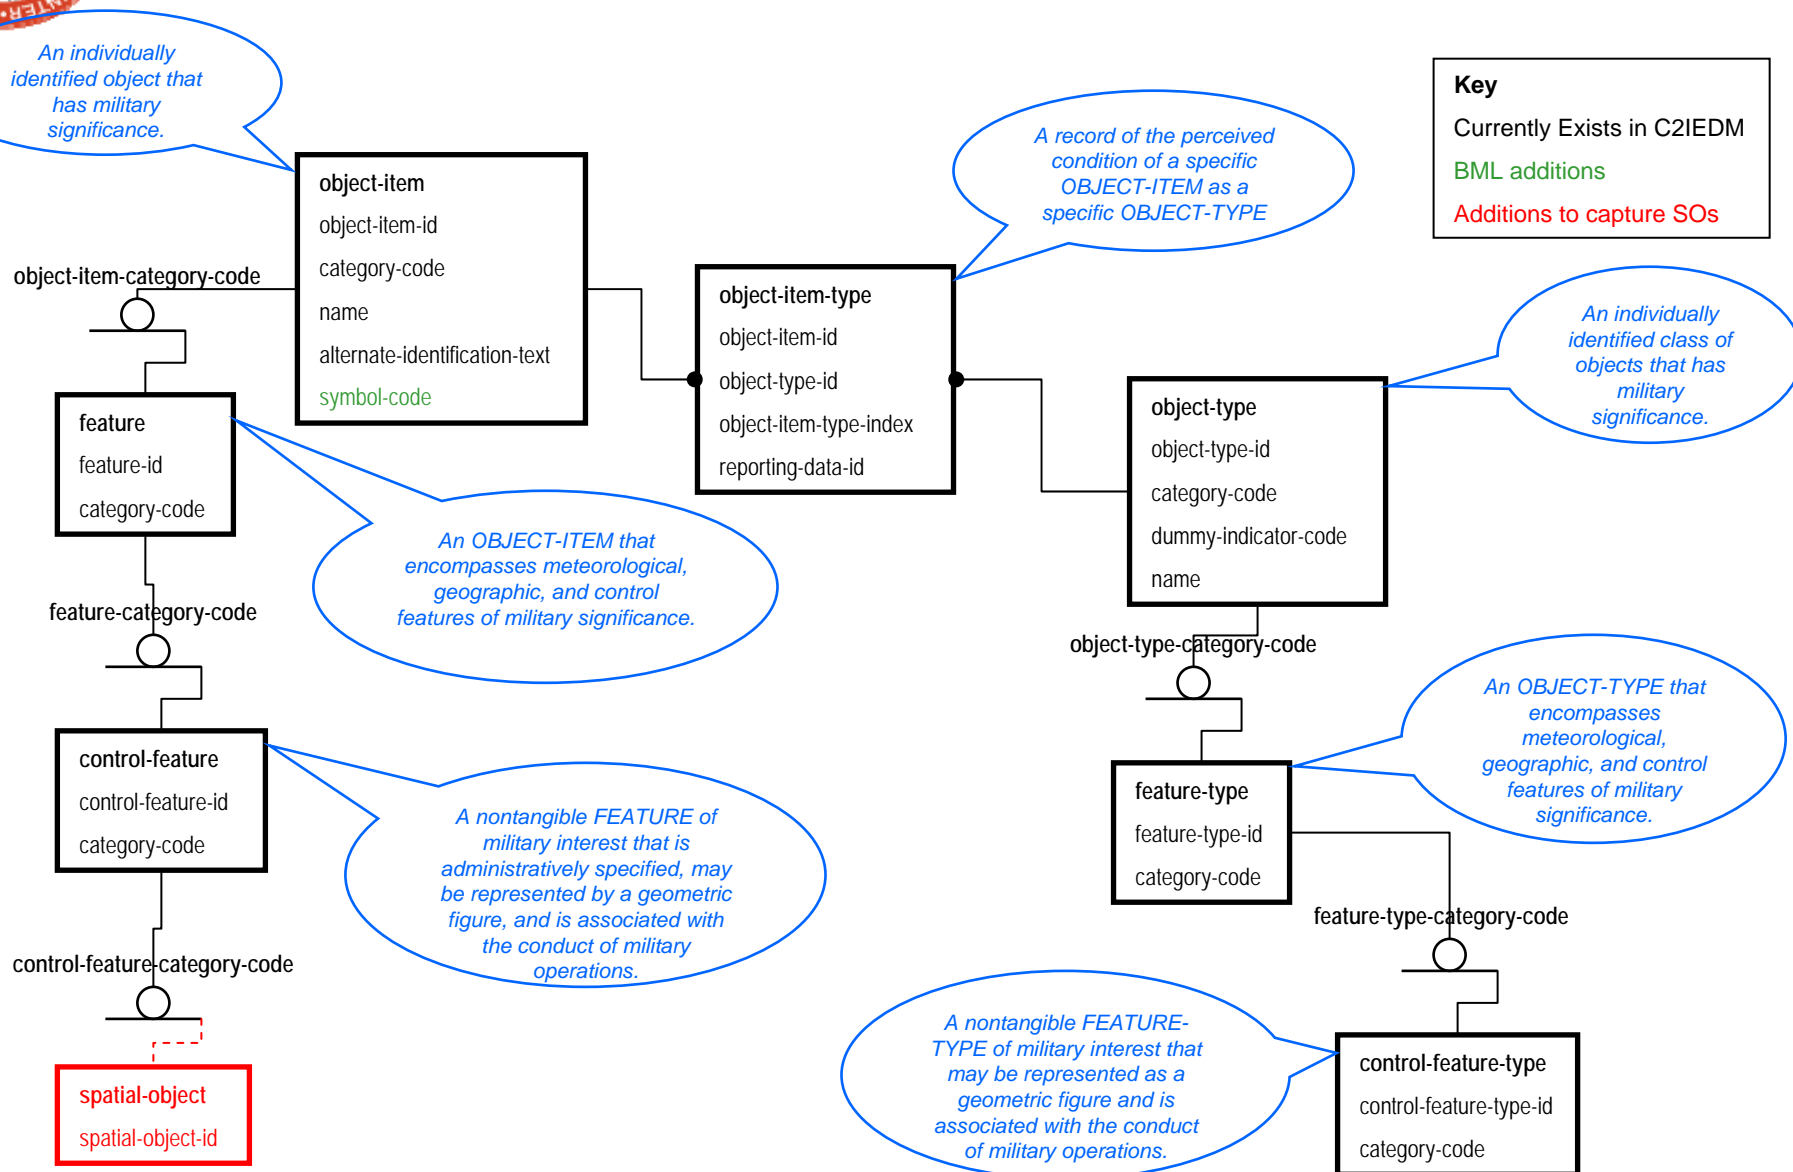 INTER
An individually
identified object that
has military
significance.
Key
Currently Exists in C2IEDM
BML additions
Additions to capture SOs
A record of the perceived
condition of a specific
OBJECT-ITEM as a
specific OBJECT-TYPE
object-item
object-item-id
category-code
name
alternate-identification-text
symbol-code
object-item-category-code
object-item-type
object-item-id
object-type-id
object-item-type-index
reporting-data-id
An individually
identified class of
objects that has
military
significance.
object-type
object-type-id
category-code
dummy-indicator-code
name
feature
feature-id
category-code
An OBJECT-ITEM that
encompasses meteorological,
geographic, and control
features of military significance.
feature-category-code
object-type-category-code
An OBJECT-TYPE that
encompasses
meteorological,
geographic, and control
features of military
significance.
control-feature
control-feature-id
category-code
A nontangible FEATURE of
military interest that is
administratively specified, may
be represented by a geometric
figure, and is associated with
the conduct of military
operations.
feature-type
feature-type-id
category-code
feature-type-category-code
control-feature-category-code
A nontangible FEATURE-
TYPE of military interest that
may be represented as a
geometric figure and is
associated with the conduct
of military operations.
control-feature-type
control-feature-type-id
category-code
spatial-object
spatial-object-id